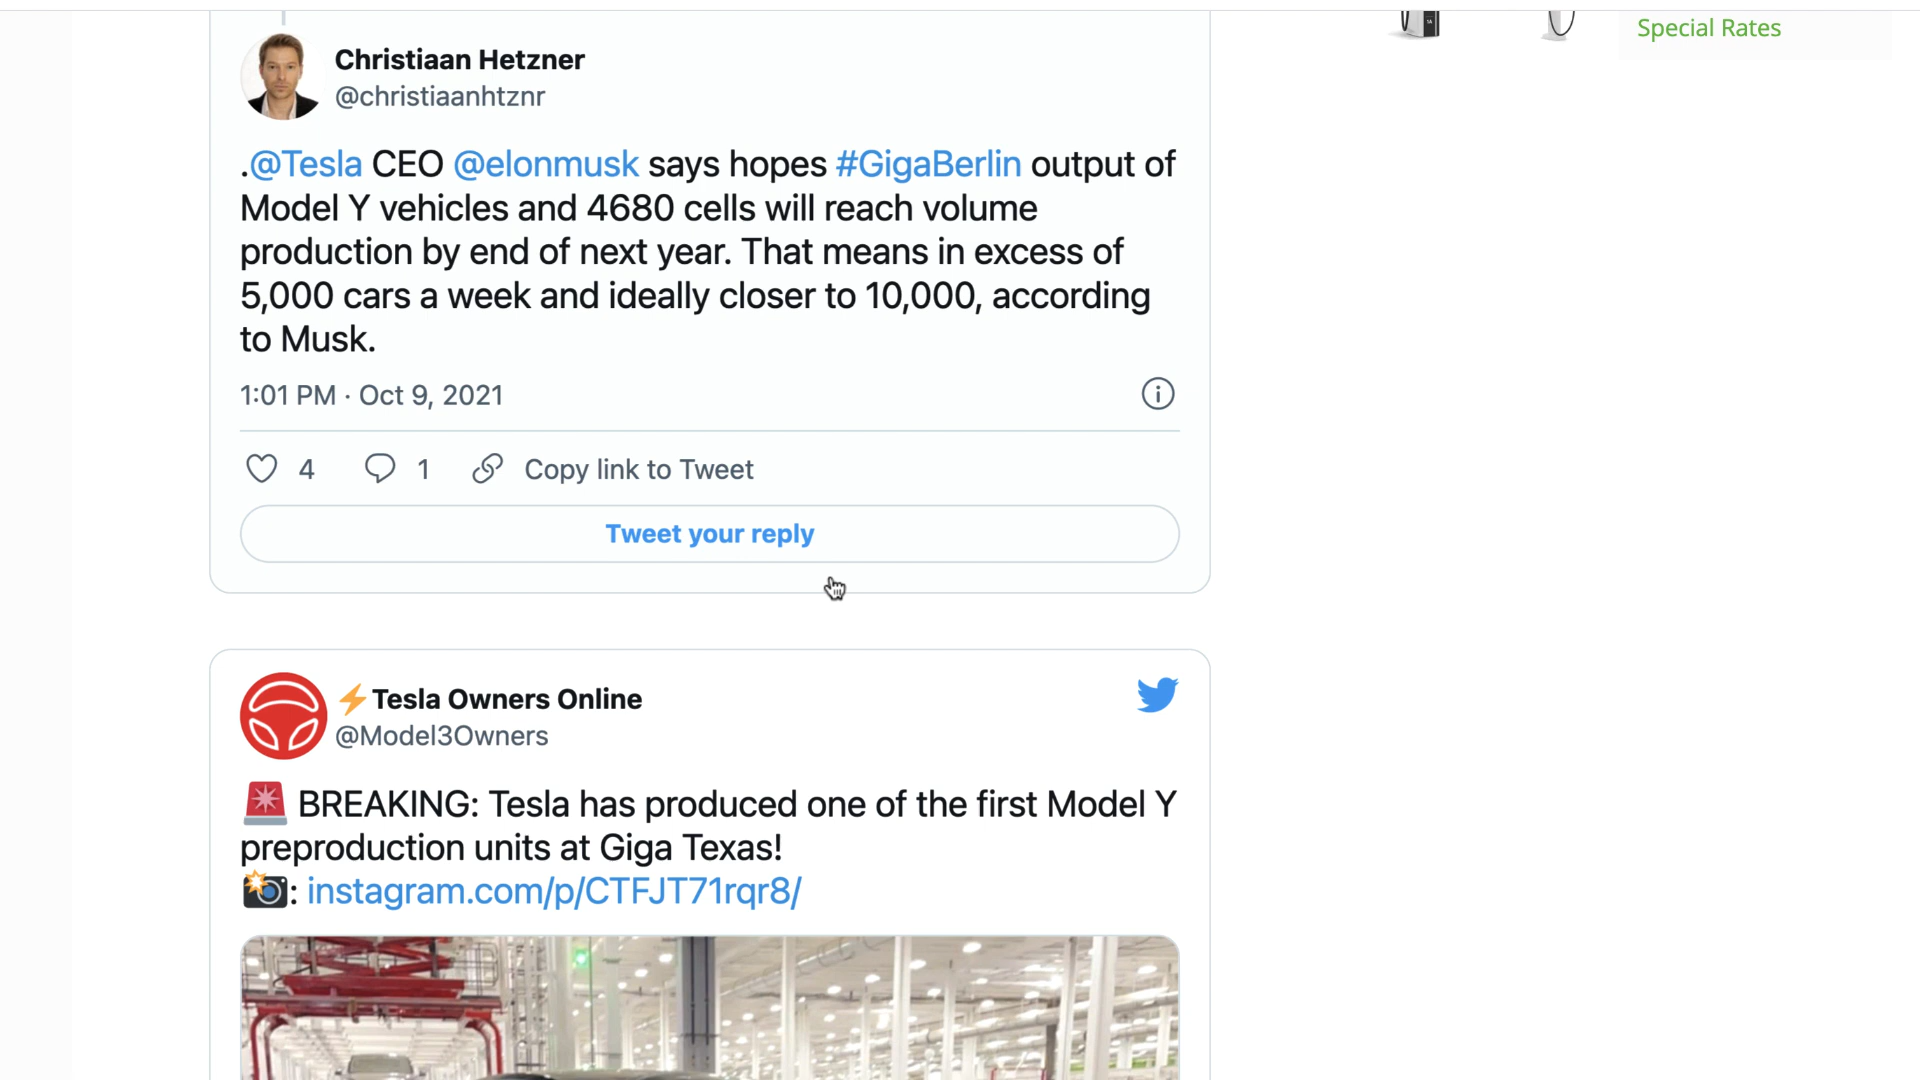 Special Rates
Christiaan Hetzner
@christiaanhtznr
.@Tesla CEO @elonmusk says hopes #GigaBerlin output of
Model Y vehicles and 4680 cells will reach volume
production by end of next year. That means in excess of
5,000 cars a week and ideally closer to 10,000, according
to Musk.
1:01 PM · Oct 9, 2021
4 1 Copy link to Tweet
Tweet your reply
⚡Tesla Owners Online
@Model3Owners
🚨 BREAKING: Tesla has produced one of the first Model Y
preproduction units at Giga Texas!
📸: instagram.com/p/CTFJT71rqr8/